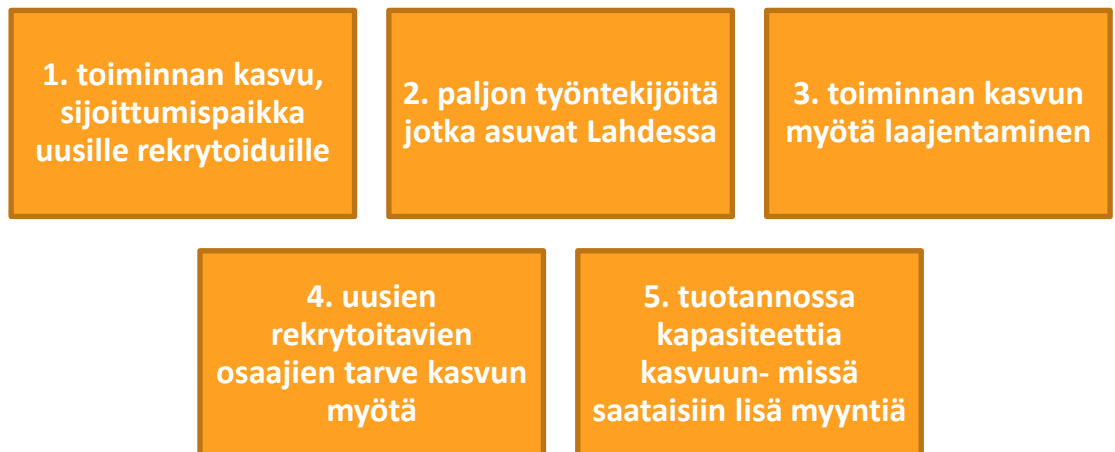 1. toiminnan kasvu,
sijoittumispaikka
uusille rekrytoiduille
2. paljon työntekijöitä
jotka asuvat Lahdessa
3. toiminnan kasvun
myötä laajentaminen
4. uusien
rekrytoitavien
osaajien tarve kasvun
myötä
5. tuotannossa
kapasiteettia
kasvuun- missä
saataisiin lisä myyntiä